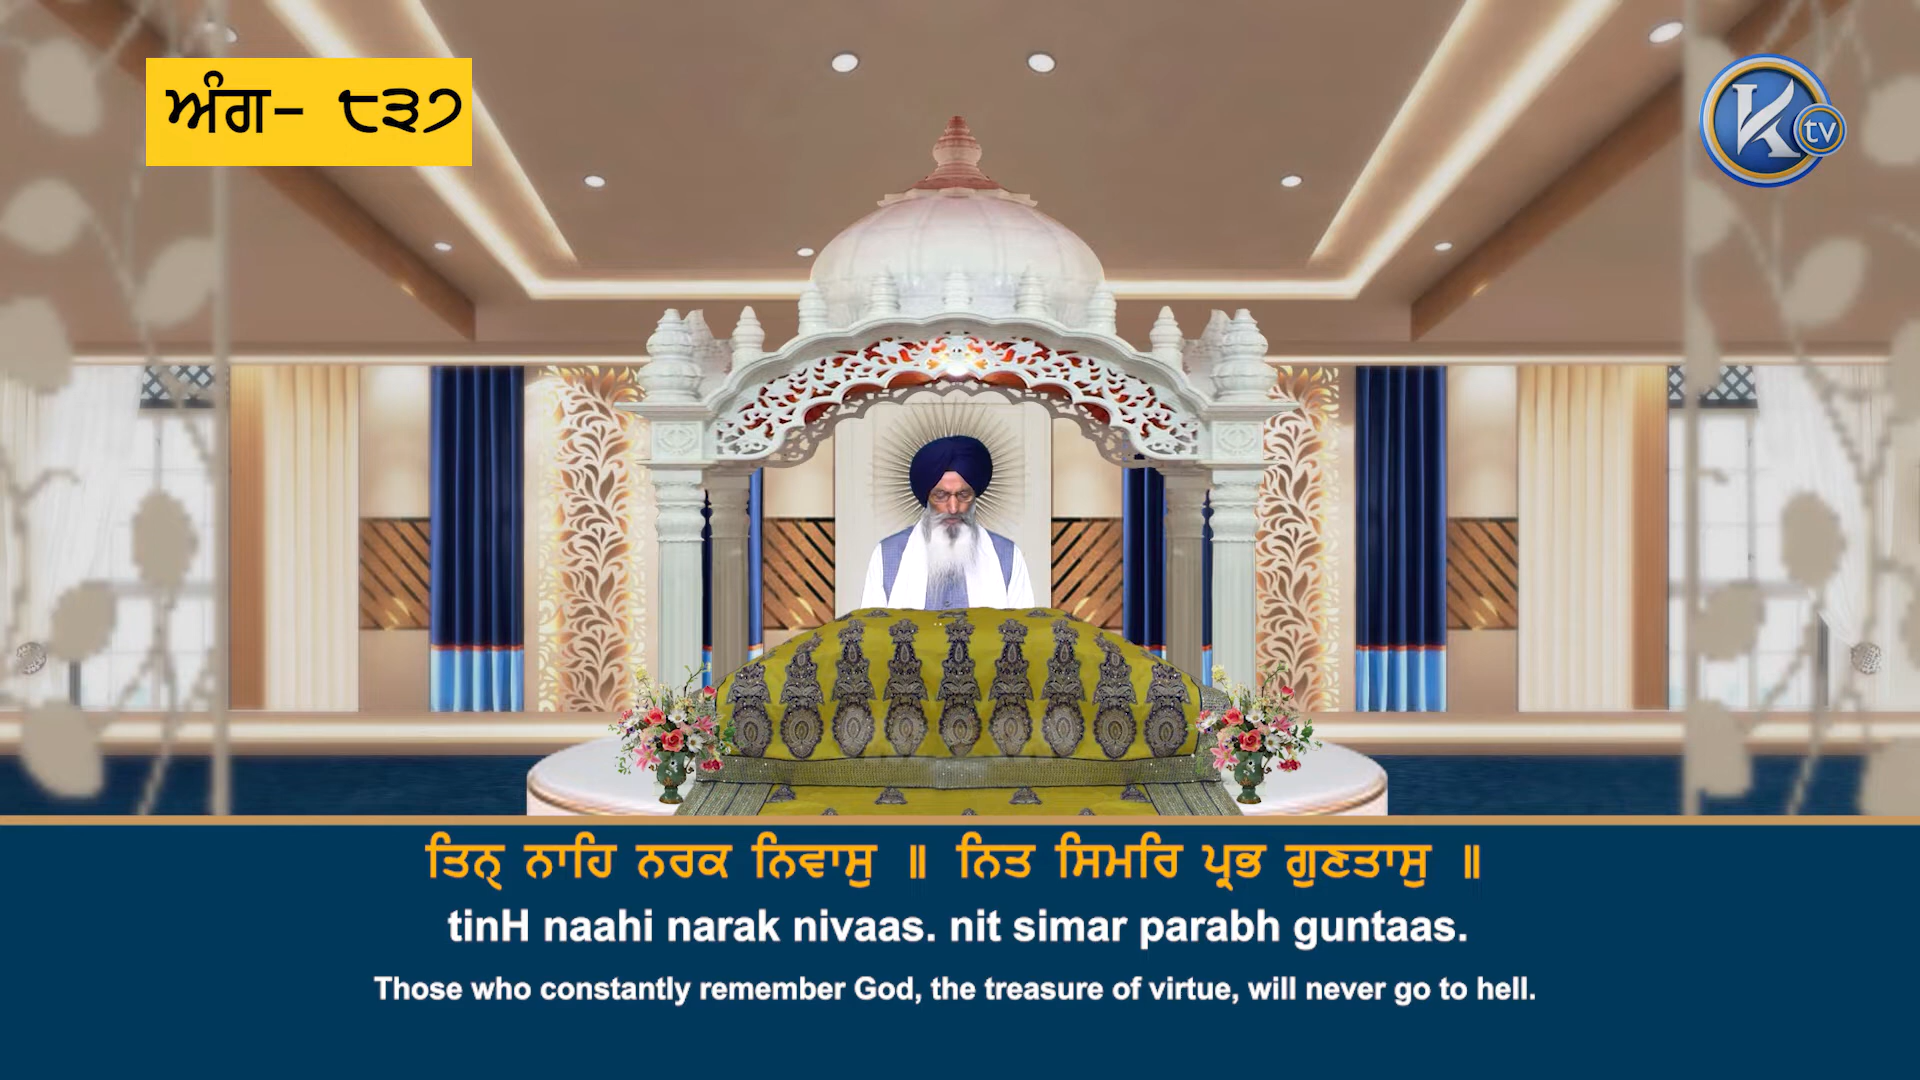 ਅੰਗ- ੮੩੭
K tv
ਤਿਨ੍ ਨਾਹਿ ਨਰਕ ਨਿਵਾਸੁ ॥ ਨਿਤ ਸਿਮਰਿ ਪ੍ਰਭ ਗੁਣਤਾਸੁ ॥
tinH naahi narak nivaas. nit simar parabh guntaas.
Those who constantly remember God, the treasure of virtue, will never go to hell.